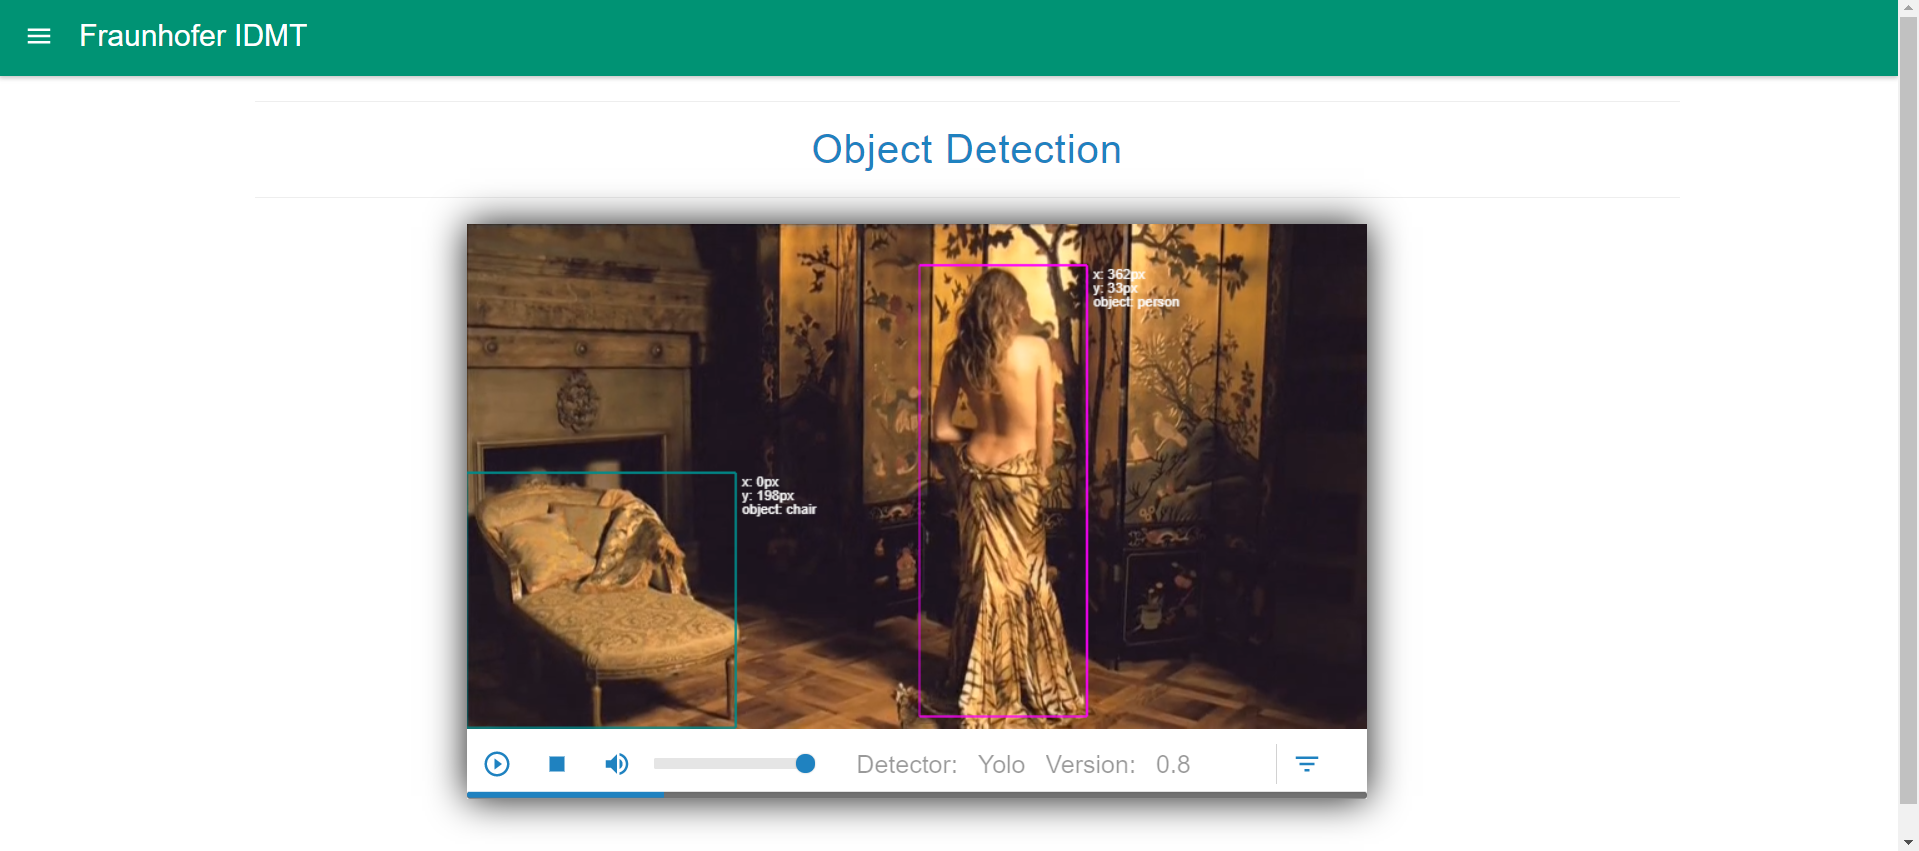 Fraunhofer IDMT
Object Detection
x: 362px
y: 33px
object: person
x: 0px
y: 198px
object: chair
Detector: Yolo Version: 0.8